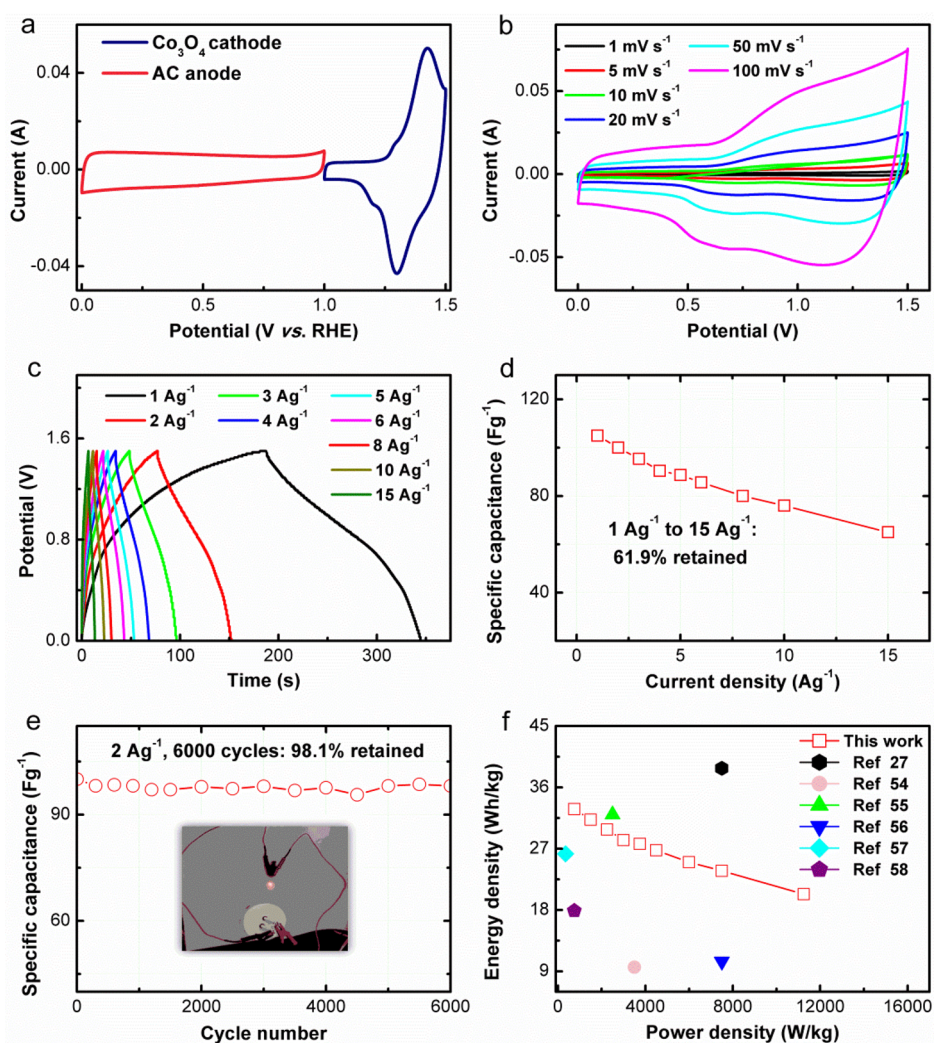 a
Co₃O₄ cathode
AC anode
0.04
0.00
-0.04
Current (A)
0.0
0.5
1.0
1.5
Potential (V vs. RHE)
b
1 mV s⁻¹
5 mV s⁻¹
10 mV s⁻¹
20 mV s⁻¹
50 mV s⁻¹
100 mV s⁻¹
0.05
0.00
-0.05
Current (A)
0.0
0.5
1.0
1.5
Potential (V)
c
1 Ag⁻¹
2 Ag⁻¹
3 Ag⁻¹
4 Ag⁻¹
5 Ag⁻¹
6 Ag⁻¹
8 Ag⁻¹
10 Ag⁻¹
15 Ag⁻¹
1.6
0.8
0.0
Potential (V)
0
100
200
300
Time (s)
d
120
80
40
Specific capacitance (Fg⁻¹)
1 Ag⁻¹ to 15 Ag⁻¹:
61.9% retained
0
5
10
15
Current density (Ag⁻¹)
e
2 Ag⁻¹, 6000 cycles: 98.1% retained
90
60
Specific capacitance (Fg⁻¹)
0
2000
4000
6000
Cycle number
f
This work
Ref 27
Ref 54
Ref 55
Ref 56
Ref 57
Ref 58
45
36
27
18
9
Energy density (Wh/kg)
0
4000
8000
12000
16000
Power density (W/kg)